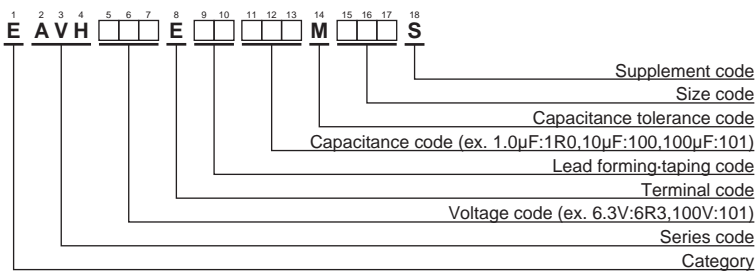 1 2 3 4 5 6 7 8 9 10 11 12 13 14 15 16 17 18
E A V H E M S
Supplement code
Size code
Capacitance tolerance code
Capacitance code (ex. 1.0μF:1R0,10μF:100,100μF:101)
Lead forming-taping code
Terminal code
Voltage code (ex. 6.3V:6R3,100V:101)
Series code
Category